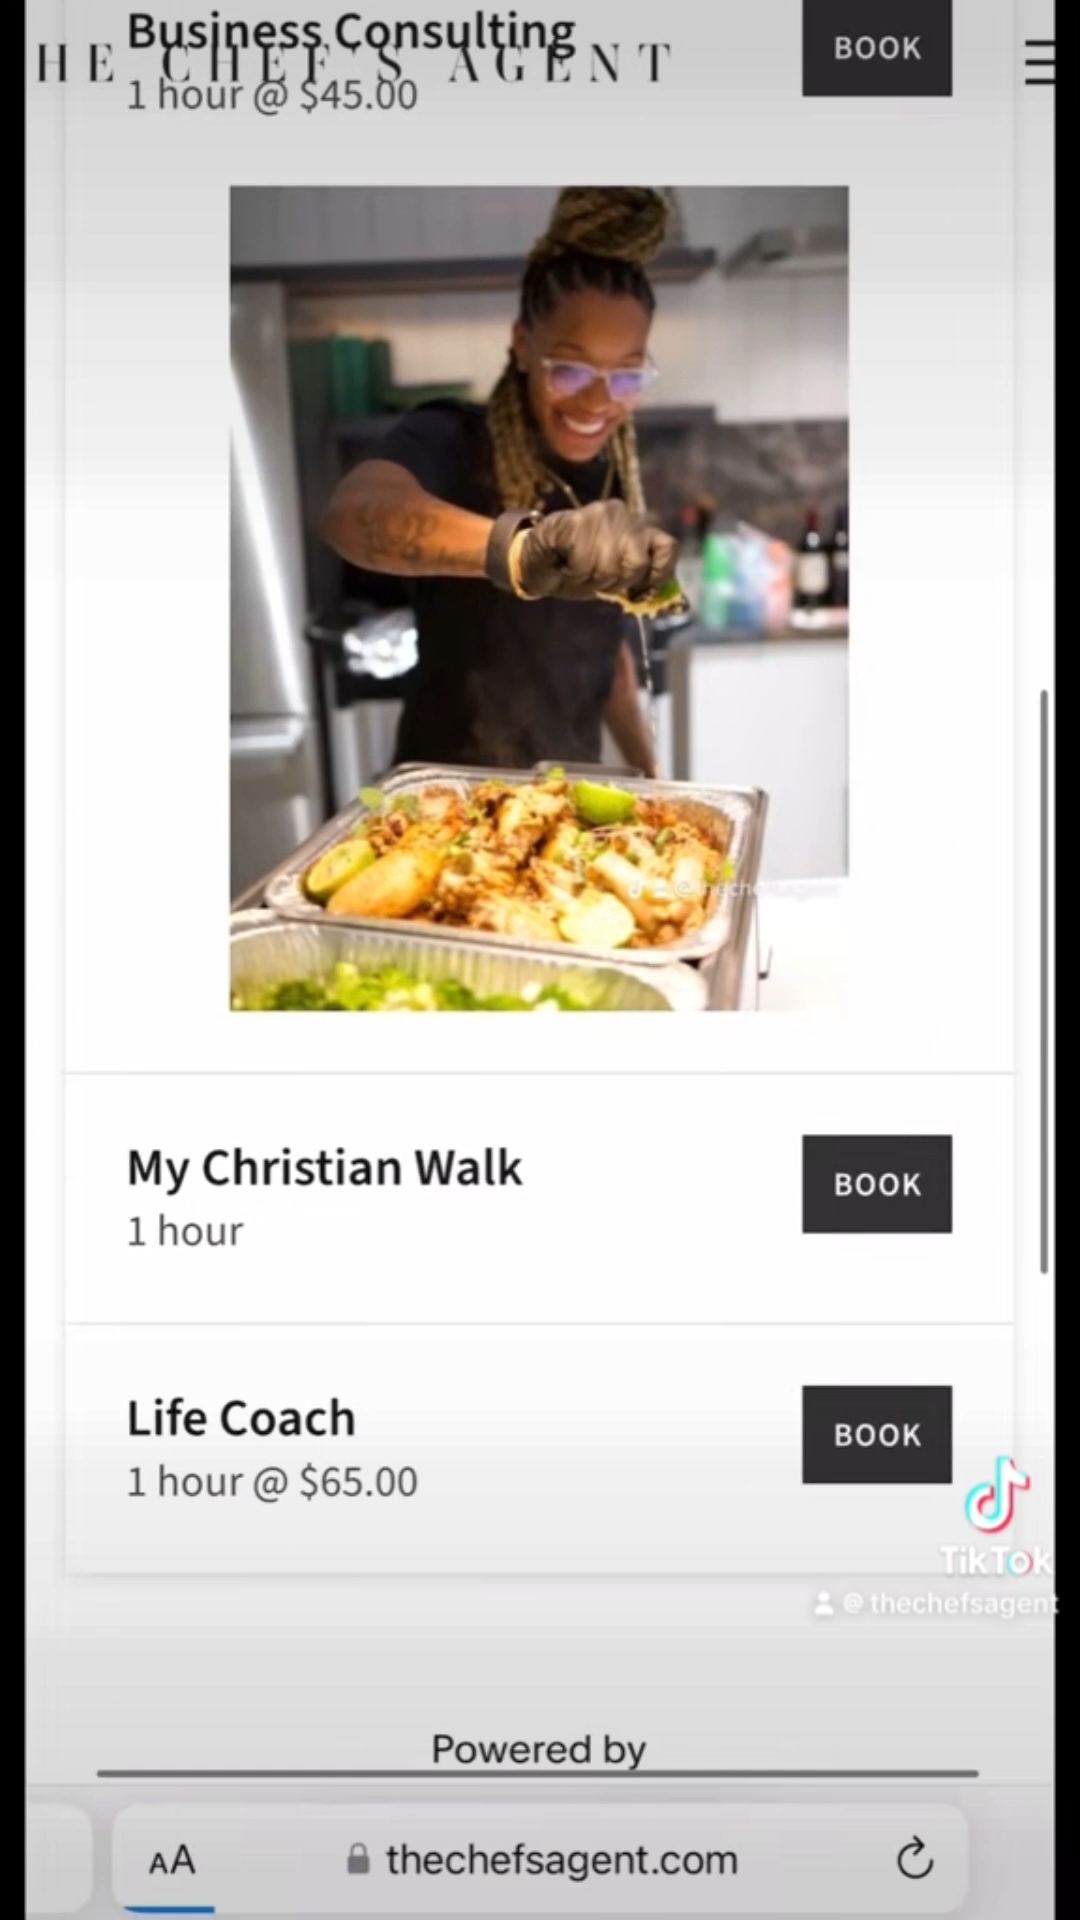 Business Consulting
HE CHEF'S AGENT
1 hour @ $45.00
BOOK
My Christian Walk
1 hour
BOOK
Life Coach
1 hour @ $65.00
BOOK
TikTok
@ thechefsagent
Powered by
AA
thechefsagent.com